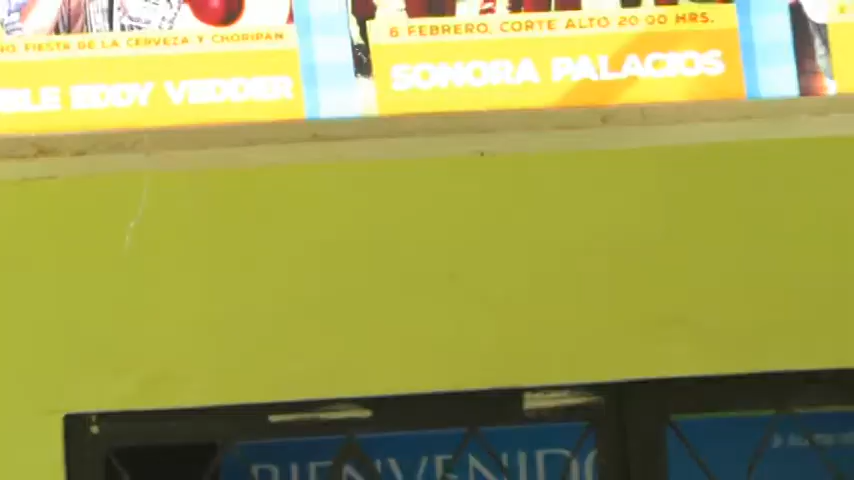 FIESTA DE LA CERVEZA Y CHORIPAN
EDDY VEDDER
6 FEBRERO, CORTE ALTO 20:00 HRS.
SONORA PALACIOS
BIENVENIDO